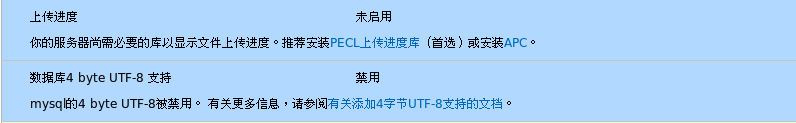 上传进度 未启用
你的服务器尚需必要的库以显示文件上传进度。推荐安装PECL上传进度库（首选）或安装APC。
数据库4 byte UTF-8 支持 禁用
mysql的4 byte UTF-8被禁用。 有关更多信息，请参阅有关添加4字节UTF-8支持的文档。